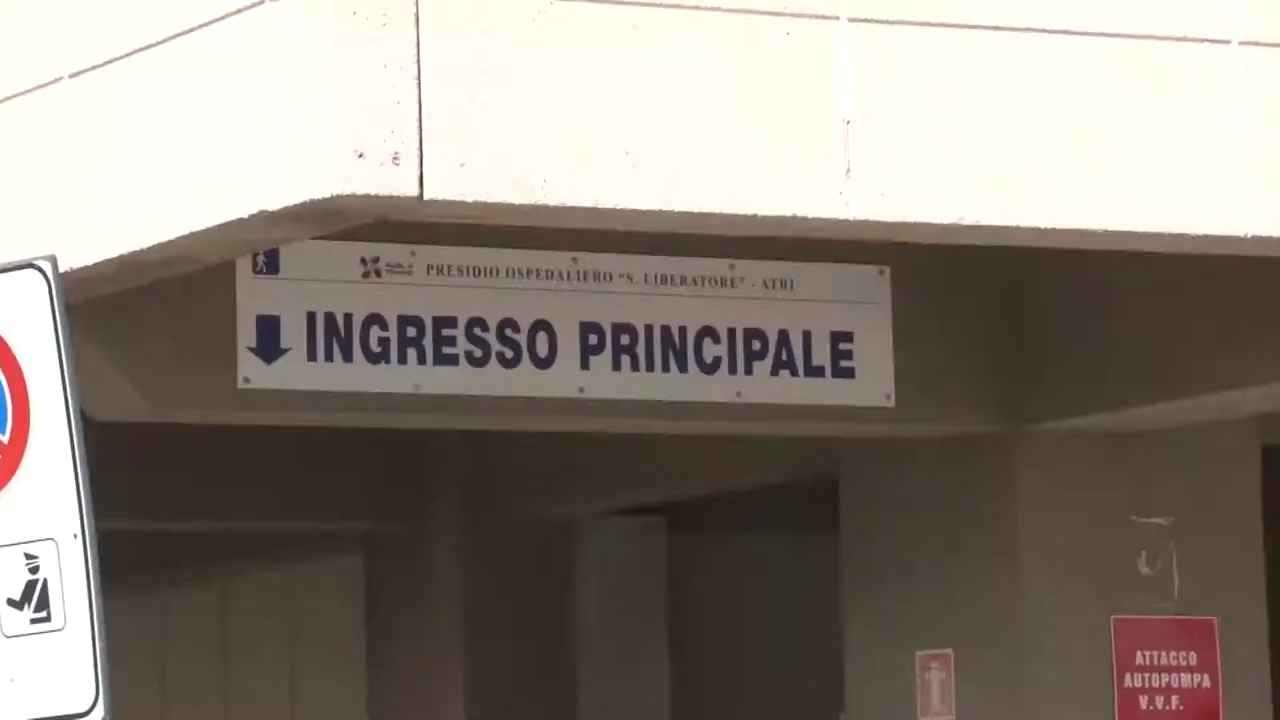 PRESIDIO OSPEDALIERO "S. LIBERATORE" - ATRI
INGRESSO PRINCIPALE
ATTACCO
AUTOPOMPA
V.V.F.